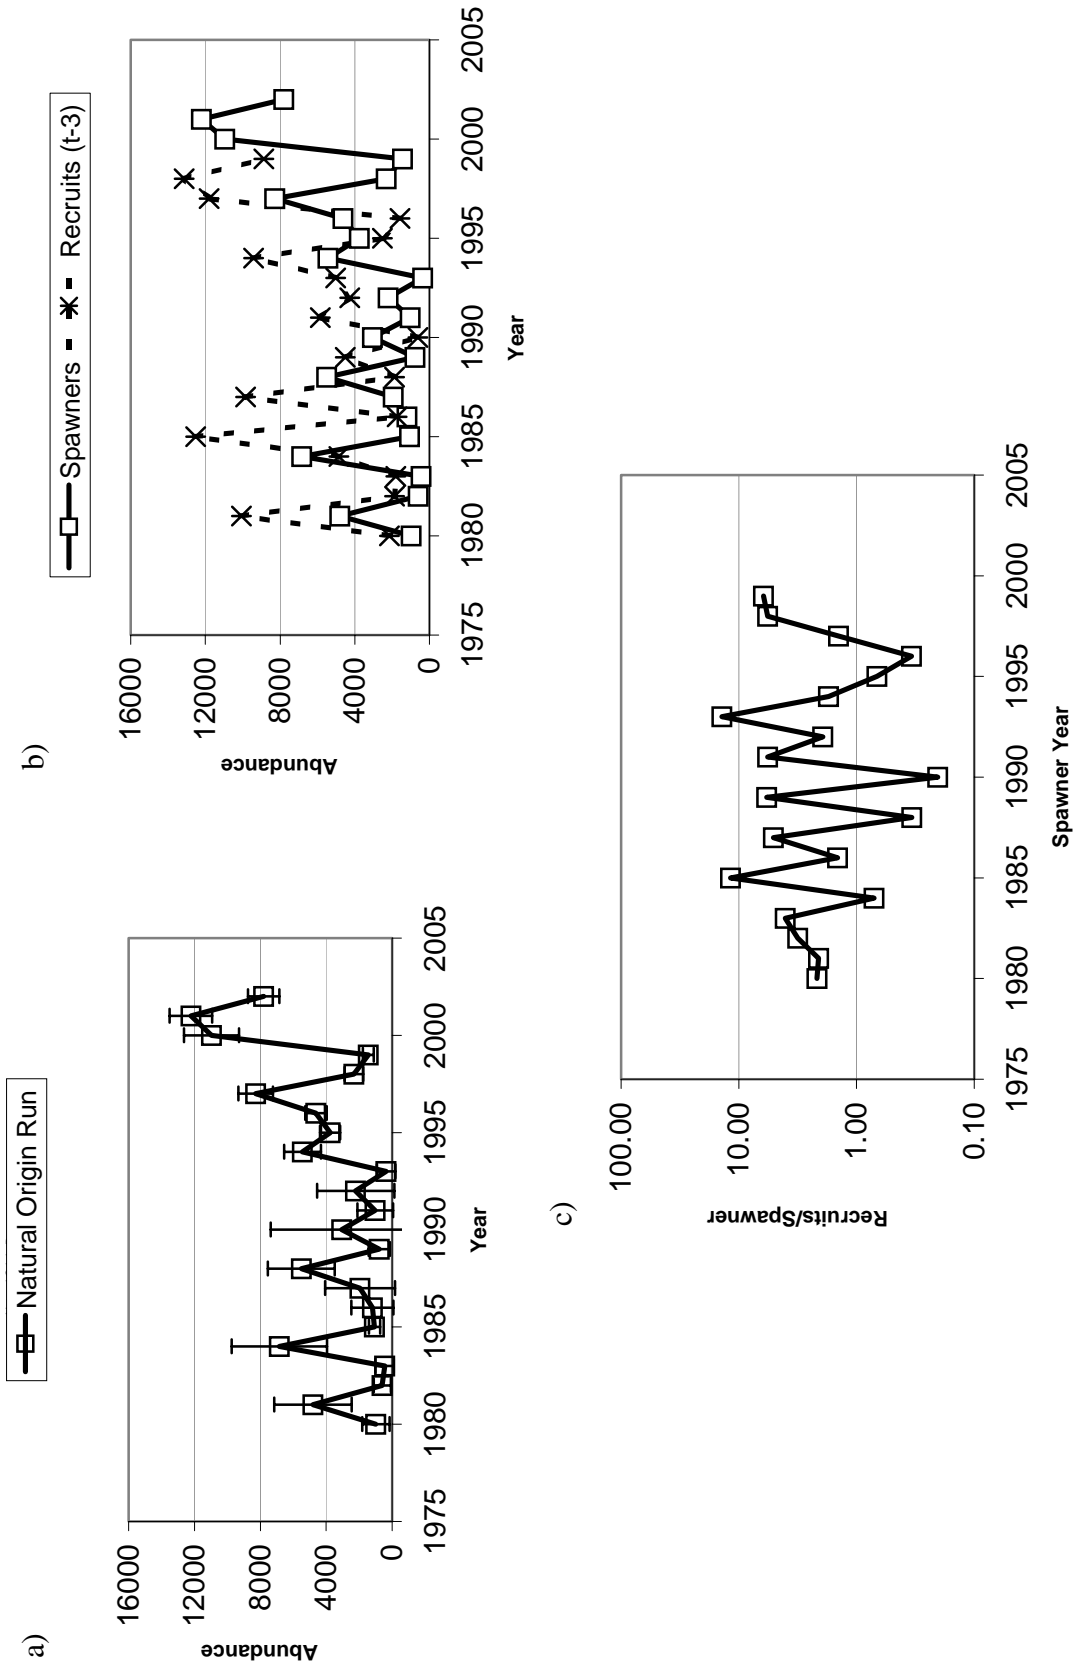 a)
Natural Origin Run
16000
12000
8000
4000
0
1975 1980 1985 1990 1995 2000 2005
Abundance
Year
b)
Spawners Recruits (t-3)
16000
12000
8000
4000
0
1975 1980 1985 1990 1995 2000 2005
Abundance
Year
c)
100.00
10.00
1.00
0.10
1975 1980 1985 1990 1995 2000 2005
Recruits/Spawner
Spawner Year